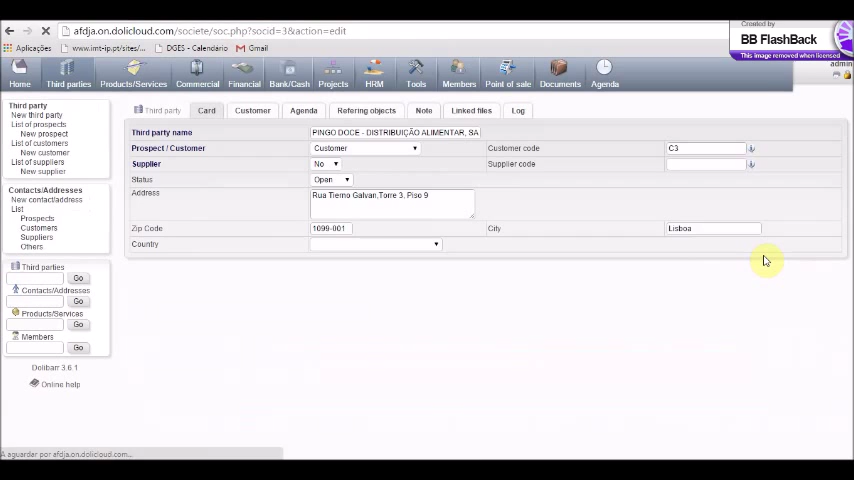 afdja.on.dolicloud.com/societe/soc.php?socid=3&action=edit
Created by
BB FlashBack
This image removed when licensed
Aplicações www.imt-ip.pt/sites/... DGES - Calendário Gmail
admin
Home Third parties Products/Services Commercial Financial Bank/Cash Projects HRM Tools Members Point of sale Documents Agenda
Third party
New third party
List of prospects
New prospect
List of customers
New customer
List of suppliers
New supplier
Contacts/Addresses
New contact/address
List
Prospects
Customers
Suppliers
Others
Third parties
Go
Contacts/Addresses
Go
Products/Services
Go
Members
Go
Dolibarr 3.6.1
Online help
Third party Card Customer Agenda Refering objects Note Linked files Log
Third party name PINGO DOCE - DISTRIBUIÇÃO ALIMENTAR, SA
Prospect / Customer Customer Customer code C3
Supplier No Supplier code
Status Open
Address Rua Tierno Galvan,Torre 3, Piso 9
Zip Code 1099-001 City Lisboa
Country
A aguardar por afdja.on.dolicloud.com...